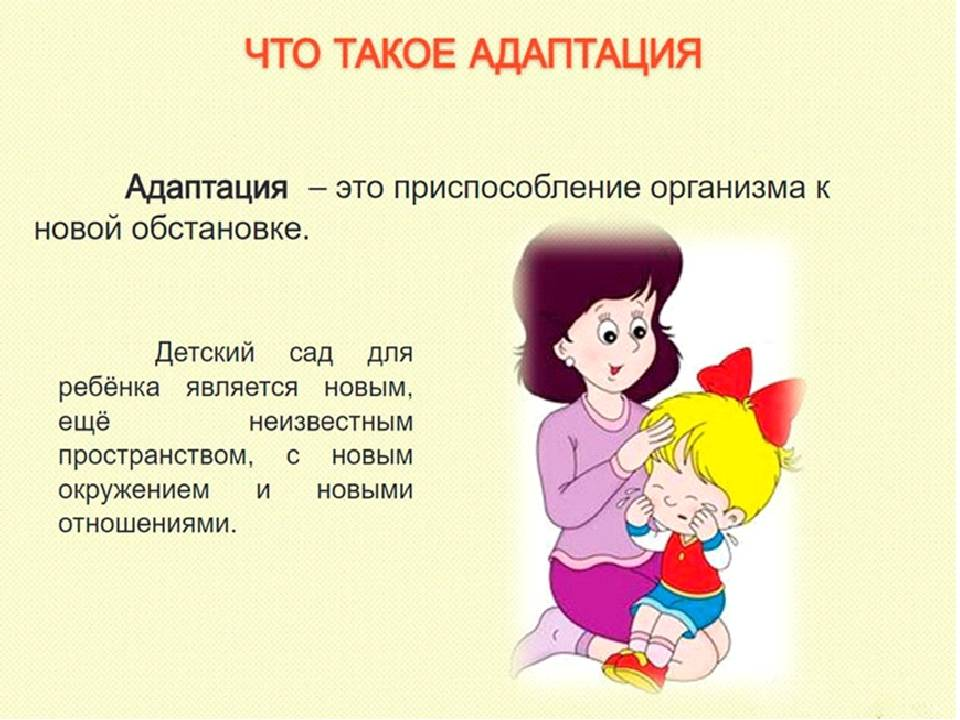 ЧТО ТАКОЕ АДАПТАЦИЯ
Адаптация – это приспособление организма к
новой обстановке.
Детский сад для
ребёнка является новым,
ещё неизвестным
пространством, с новым
окружением и новыми
отношениями.